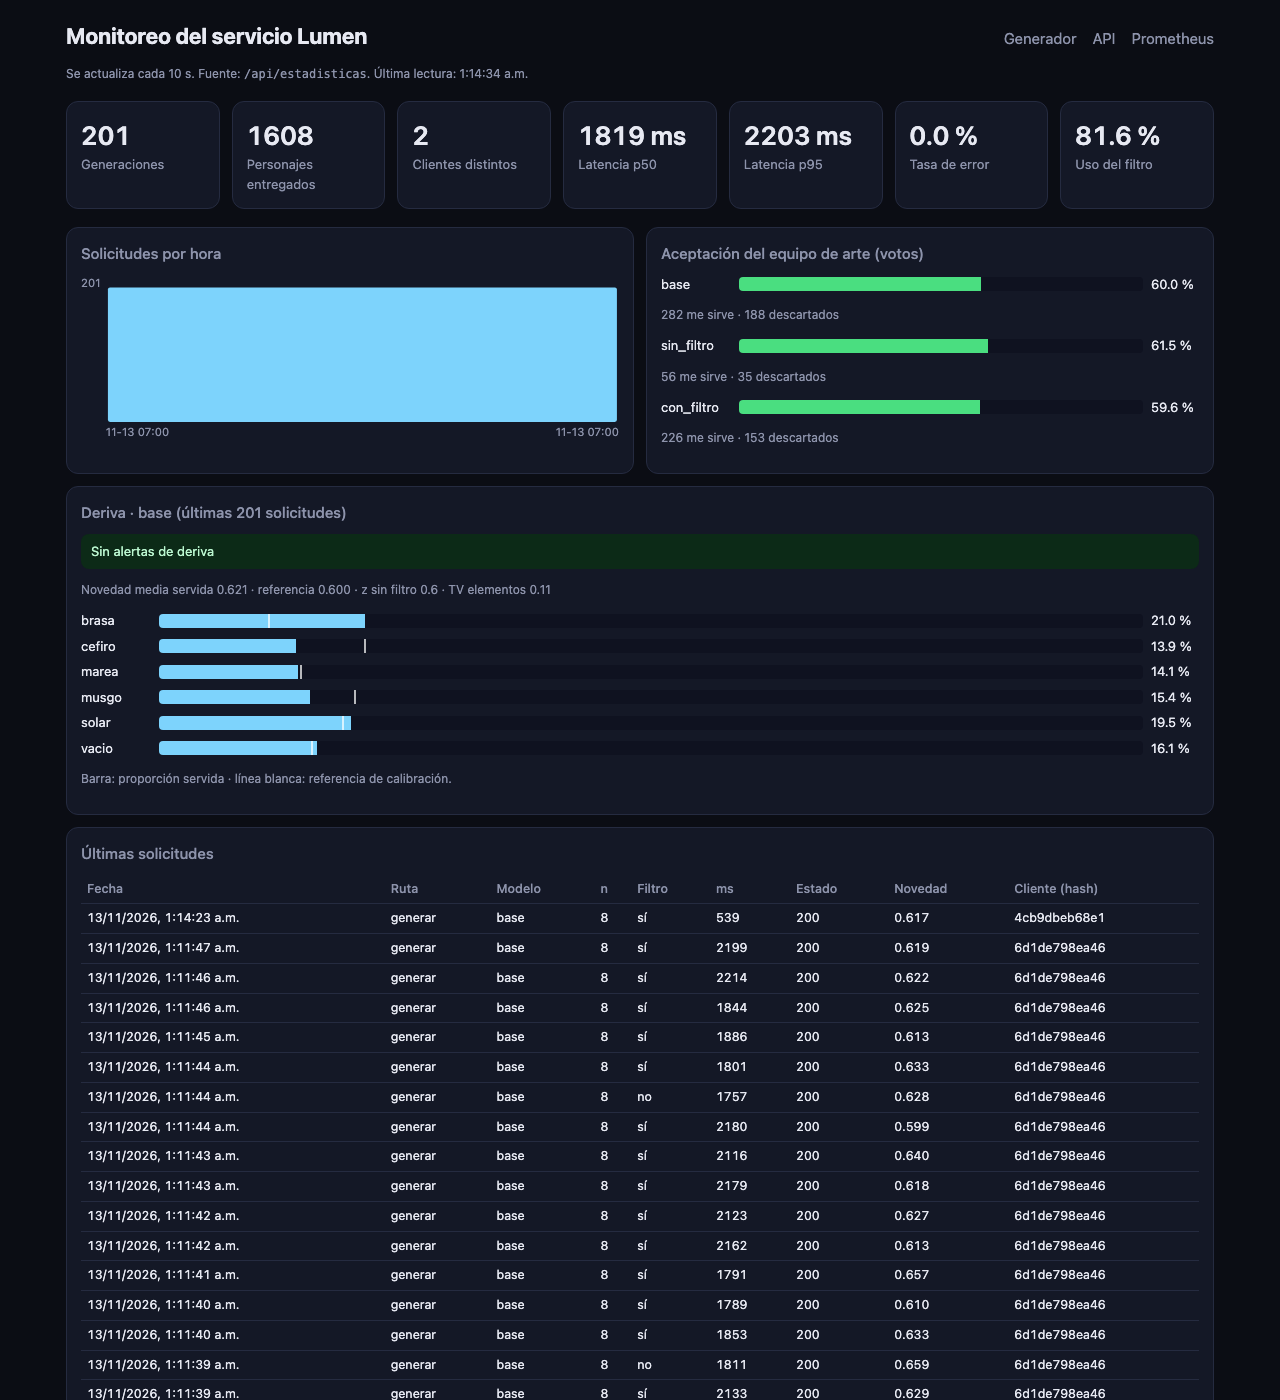 Monitoreo del servicio Lumen
Generador API Prometheus
Se actualiza cada 10 s. Fuente: /api/estadisticas. Última lectura: 1:14:34 a.m.
201
Generaciones
1608
Personajes
entregados
2
Clientes distintos
1819 ms
Latencia p50
2203 ms
Latencia p95
0.0 %
Tasa de error
81.6 %
Uso del filtro
Solicitudes por hora
201
11-13 07:00 11-13 07:00
Aceptación del equipo de arte (votos)
base 60.0 %
282 me sirve · 188 descartados
sin_filtro 61.5 %
56 me sirve · 35 descartados
con_filtro 59.6 %
226 me sirve · 153 descartados
Deriva · base (últimas 201 solicitudes)
Sin alertas de deriva
Novedad media servida 0.621 · referencia 0.600 · z sin filtro 0.6 · TV elementos 0.11
brasa 21.0 %
cefiro 13.9 %
marea 14.1 %
musgo 15.4 %
solar 19.5 %
vacio 16.1 %
Barra: proporción servida · línea blanca: referencia de calibración.
Últimas solicitudes
Fecha Ruta Modelo n Filtro ms Estado Novedad Cliente (hash)
13/11/2026, 1:14:23 a.m. generar base 8 sí 539 200 0.617 4cb9dbeb68e1
13/11/2026, 1:11:47 a.m. generar base 8 sí 2199 200 0.619 6d1de798ea46
13/11/2026, 1:11:46 a.m. generar base 8 sí 2214 200 0.622 6d1de798ea46
13/11/2026, 1:11:46 a.m. generar base 8 sí 1844 200 0.625 6d1de798ea46
13/11/2026, 1:11:45 a.m. generar base 8 sí 1886 200 0.613 6d1de798ea46
13/11/2026, 1:11:44 a.m. generar base 8 sí 1801 200 0.633 6d1de798ea46
13/11/2026, 1:11:44 a.m. generar base 8 no 1757 200 0.628 6d1de798ea46
13/11/2026, 1:11:44 a.m. generar base 8 sí 2180 200 0.599 6d1de798ea46
13/11/2026, 1:11:43 a.m. generar base 8 sí 2116 200 0.640 6d1de798ea46
13/11/2026, 1:11:43 a.m. generar base 8 sí 2179 200 0.618 6d1de798ea46
13/11/2026, 1:11:42 a.m. generar base 8 sí 2123 200 0.627 6d1de798ea46
13/11/2026, 1:11:42 a.m. generar base 8 sí 2162 200 0.613 6d1de798ea46
13/11/2026, 1:11:41 a.m. generar base 8 sí 1791 200 0.657 6d1de798ea46
13/11/2026, 1:11:40 a.m. generar base 8 sí 1789 200 0.610 6d1de798ea46
13/11/2026, 1:11:40 a.m. generar base 8 sí 1853 200 0.633 6d1de798ea46
13/11/2026, 1:11:39 a.m. generar base 8 no 1811 200 0.659 6d1de798ea46
13/11/2026, 1:11:39 a.m. generar base 8 sí 2133 200 0.629 6d1de798ea46